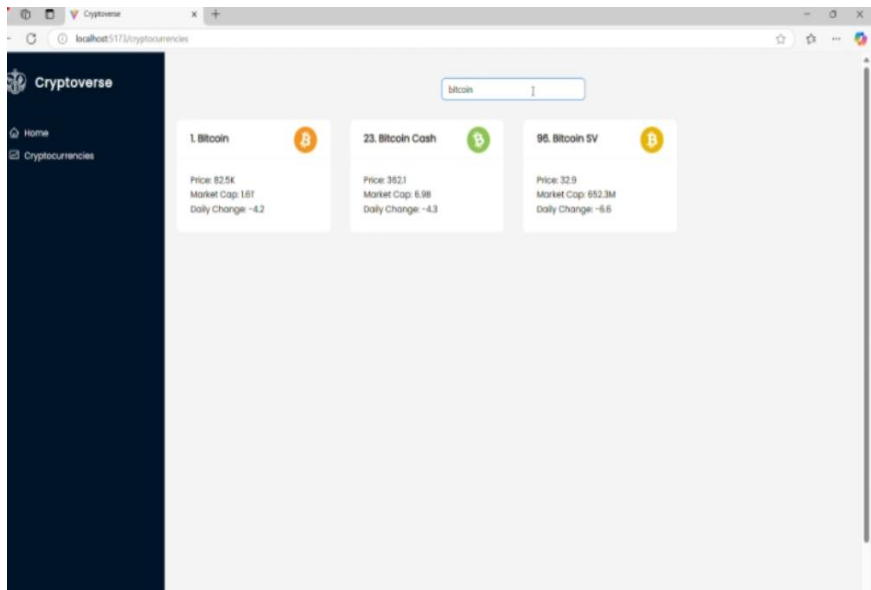 Cryptoverse
localhost:5173/cryptocurrencies
Cryptoverse
Home
Cryptocurrencies
bitcoin
1. Bitcoin
Price: 82.5K
Market Cap: 1.6T
Daily Change: -4.2
23. Bitcoin Cash
Price: 362.1
Market Cap: 6.9B
Daily Change: -4.3
96. Bitcoin SV
Price: 32.9
Market Cap: 652.3M
Daily Change: -6.6